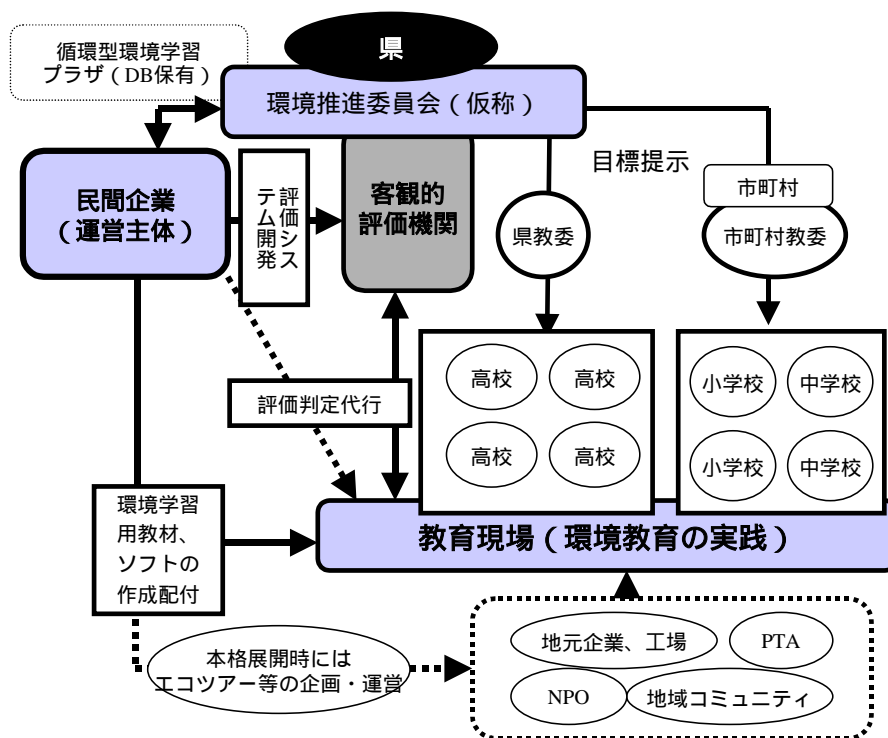 県
循環型環境学習
プラザ（DB保有）
環境推進委員会（仮称）
目標提示
民間企業
（運営主体）
評価シス
テム開発
客観的
評価機関
県教委
市町村
市町村教委
高校
高校
高校
高校
小学校
中学校
小学校
中学校
評価判定代行
環境学習
用教材、
ソフトの
作成配付
教育現場（環境教育の実践）
本格展開時には
エコツアー等の企画・運営
地元企業、工場
PTA
NPO
地域コミュニティ